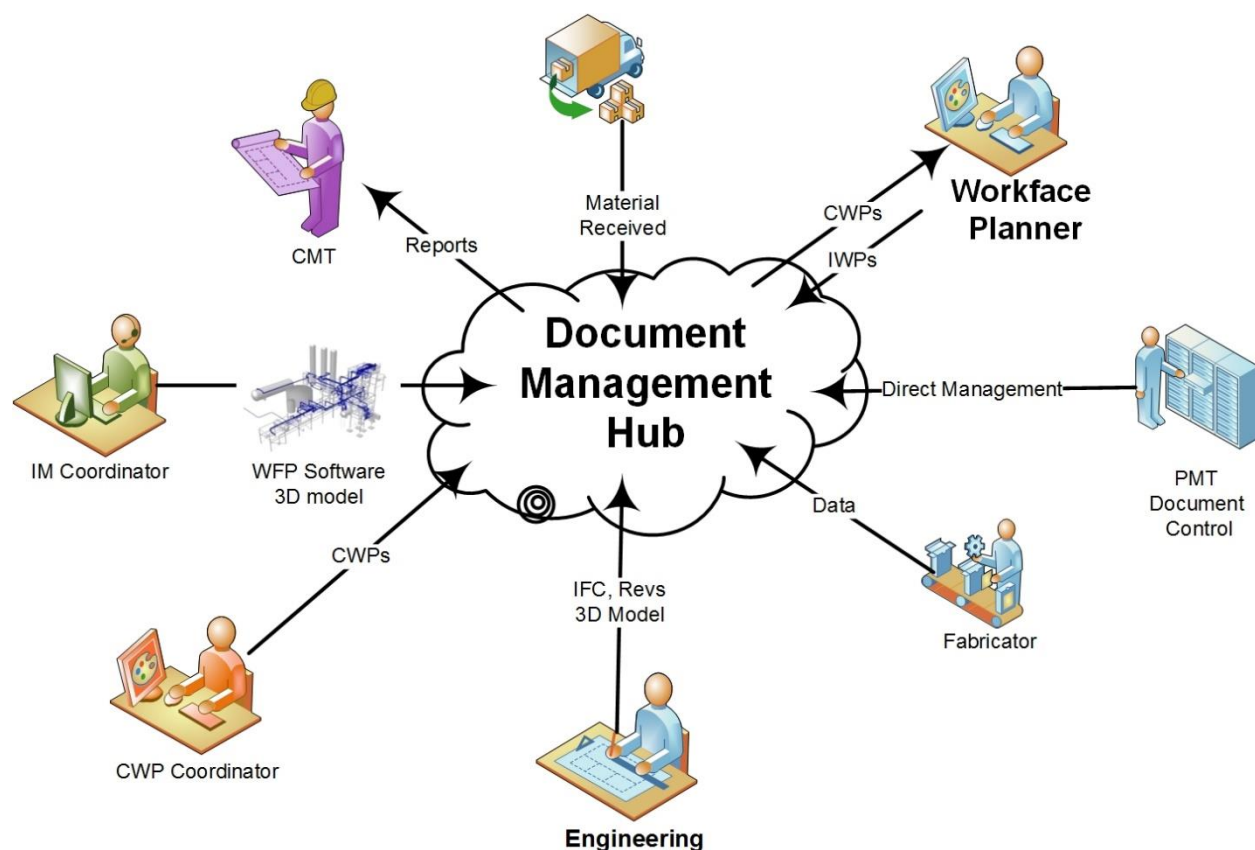 Material
Received
CWPs
IWPs
Workface
Planner
CMT
Reports
Document
Management
Hub
Direct Management
IM Coordinator
WFP Software
3D model
PMT
Document
Control
Data
CWPs
IFC, Revs
3D Model
Fabricator
CWP Coordinator
Engineering